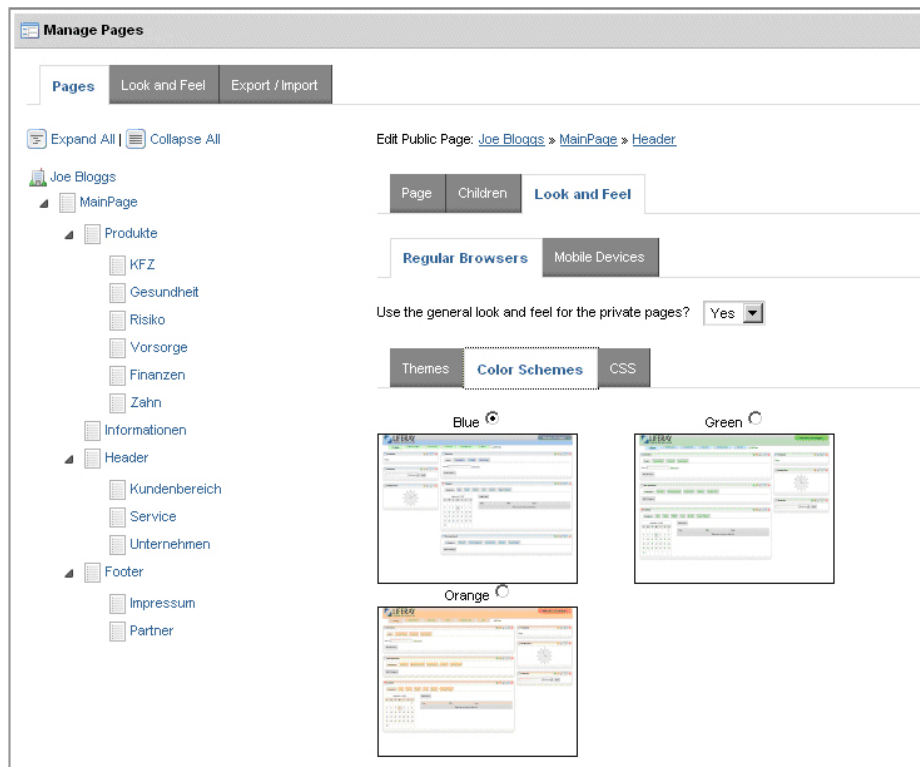 Manage Pages
Pages Look and Feel Export / Import
Expand All | Collapse All
Joe Bloggs
MainPage
Produkte
KFZ
Gesundheit
Risiko
Vorsorge
Finanzen
Zahn
Informationen
Header
Kundenbereich
Service
Unternehmen
Footer
Impressum
Partner
Edit Public Page: Joe Bloggs » MainPage » Header
Page Children Look and Feel
Regular Browsers Mobile Devices
Use the general look and feel for the private pages? Yes
Themes Color Schemes CSS
Blue Green
LIFERAY LIFERAY
Orange
LIFERAY